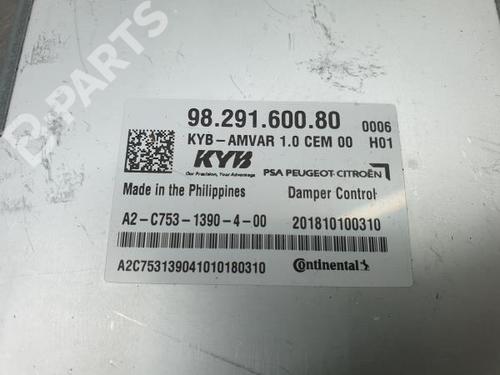 B-PARTS
98.291.600.80 0006
KYB-AMVAR 1.0 CEM 00 H01
KYB PSA PEUGEOT CITROËN
Our Precision, Your Advantage
Made in the Philippines Damper Control
A2-C753-1390-4-00 201810100310
A2C753139041010180310 Continental